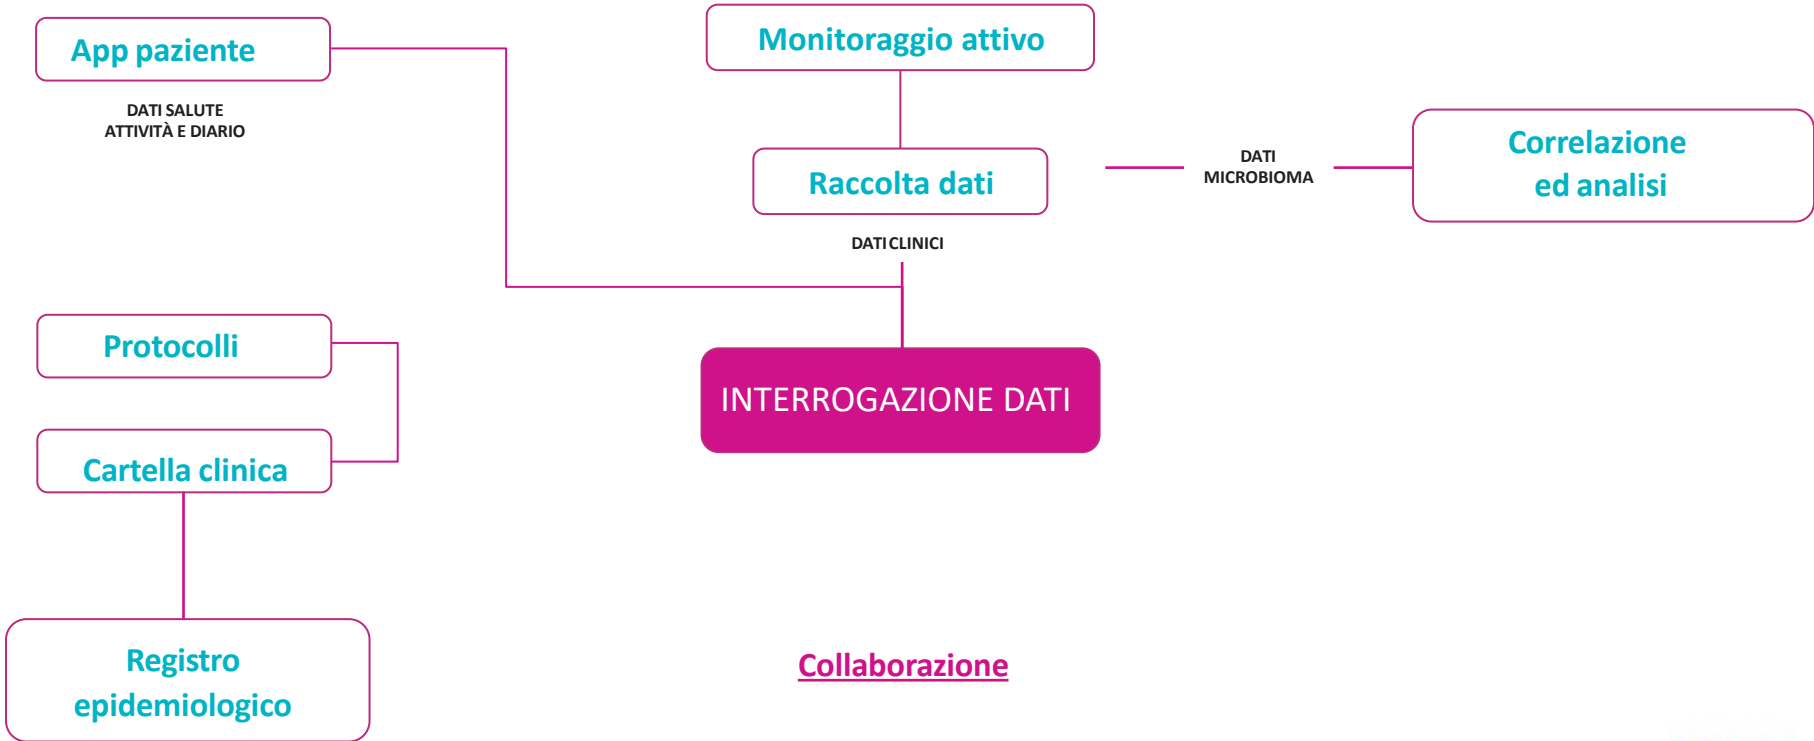 App paziente
DATI SALUTE
ATTIVITÀ E DIARIO
Monitoraggio attivo
Raccolta dati
DATI CLINICI
DATI
MICROBIOMA
Correlazione
ed analisi
Protocolli
Cartella clinica
INTERROGAZIONE DATI
Registro
epidemiologico
Collaborazione